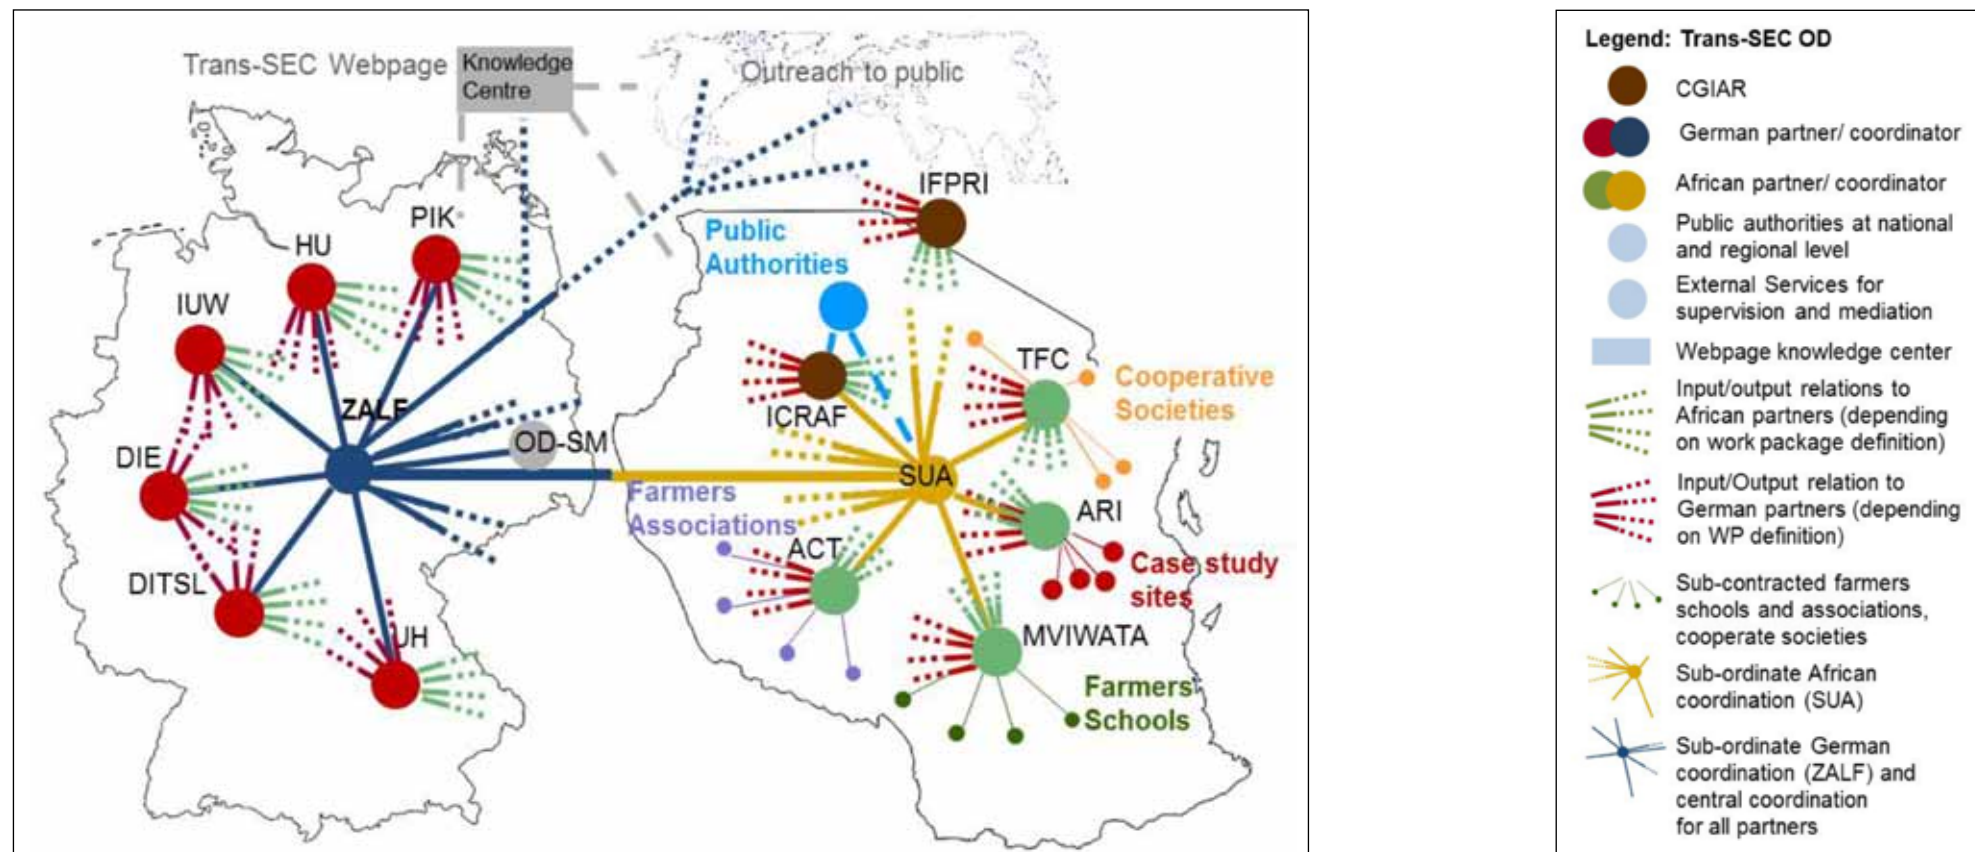 Trans-SEC Webpage
Knowledge
Centre
Outreach to public
IFPRI
PIK
HU
IUW
Public
Authorities
TFC
Cooperative
Societies
ZALF
ICRAF
OD-SM
DIE
SUA
Farmers
Associations
ARI
ACT
Case study
sites
DITSL
UH
MVIWATA
Farmers
Schools
Legend: Trans-SEC OD
CGIAR
German partner/ coordinator
African partner/ coordinator
Public authorities at national
and regional level
External Services for
supervision and mediation
Webpage knowledge center
Input/output relations to
African partners (depending
on work package definition)
Input/Output relation to
German partners (depending
on WP definition)
Sub-contracted farmers
schools and associations,
cooperate societies
Sub-ordinate African
coordination (SUA)
Sub-ordinate German
coordination (ZALF) and
central coordination
for all partners